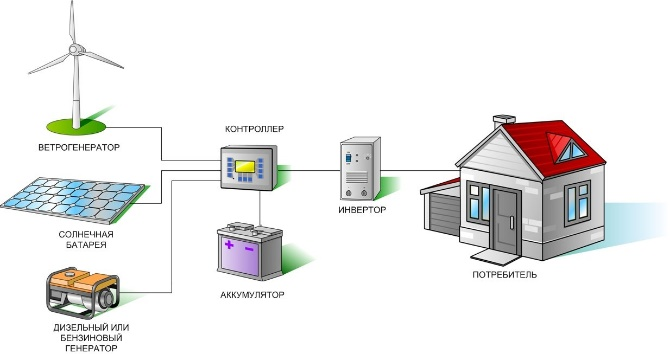 ВЕТРОГЕНЕРАТОР
КОНТРОЛЛЕР
СОЛНЕЧНАЯ
БАТАРЕЯ
ИНВЕРТОР
АККУМУЛЯТОР
ПОТРЕБИТЕЛЬ
ДИЗЕЛЬНЫЙ ИЛИ
БЕНЗИНОВЫЙ
ГЕНЕРАТОР